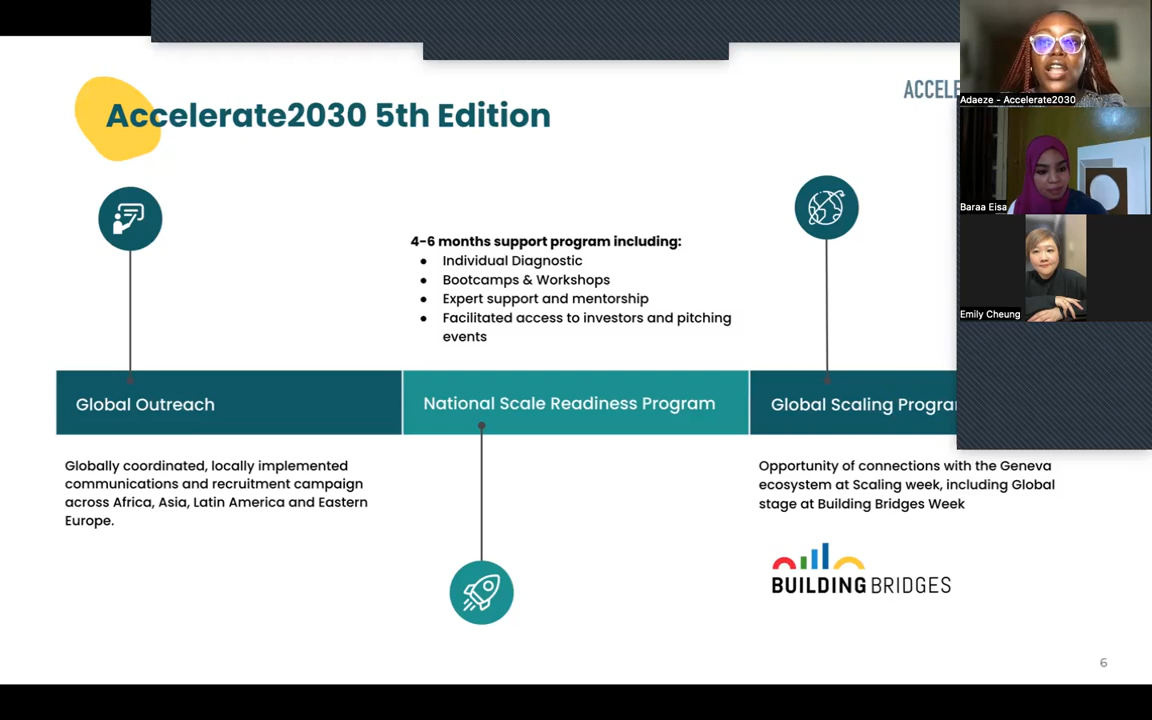 Accelerate2030 5th Edition
ACCELE
Adaeze - Accelerate2030
Baraa Eisa
Emily Cheung
4-6 months support program including:
● Individual Diagnostic
● Bootcamps & Workshops
● Expert support and mentorship
● Facilitated access to investors and pitching
events
Global Outreach
National Scale Readiness Program
Global Scaling Progra
Globally coordinated, locally implemented
communications and recruitment campaign
across Africa, Asia, Latin America and Eastern
Europe.
Opportunity of connections with the Geneva
ecosystem at Scaling week, including Global
stage at Building Bridges Week
BUILDINGBRIDGES
6